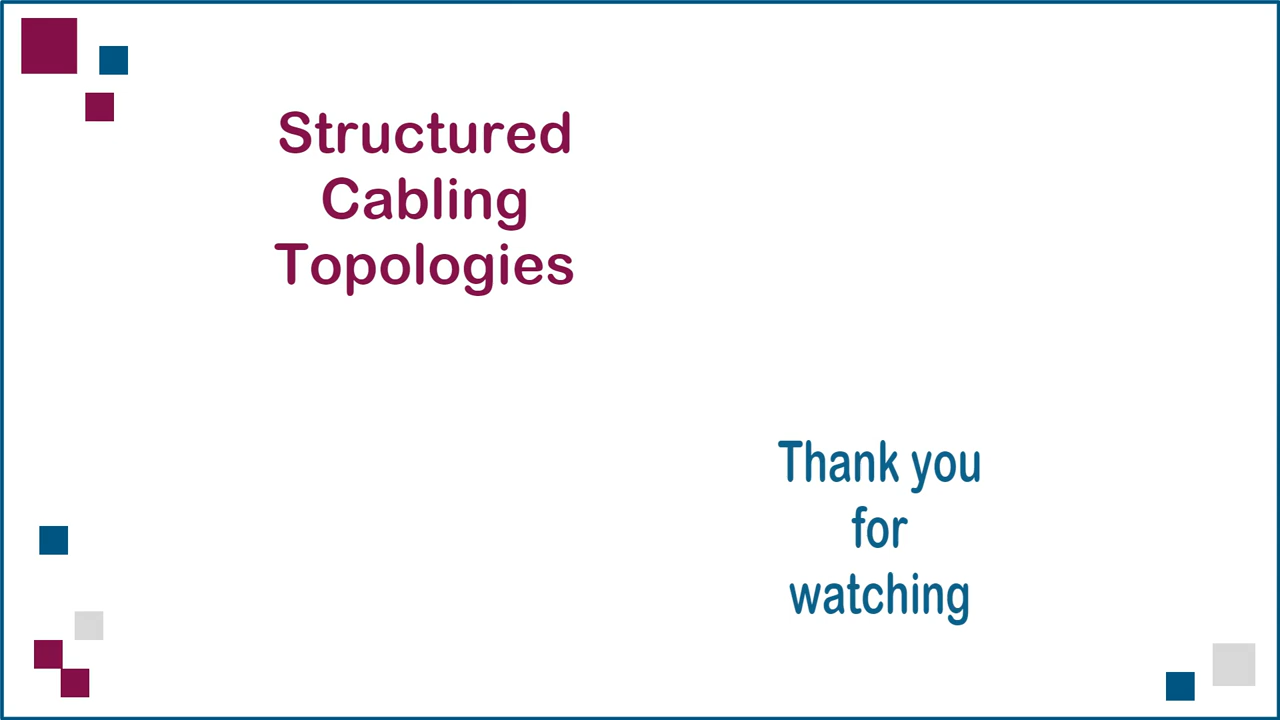 Structured
Cabling
Topologies
Thank you
for
watching